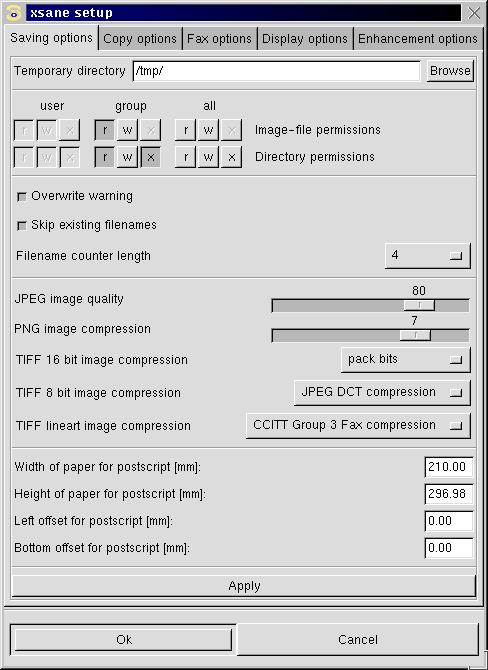 xsane setup
Saving options Copy options Fax options Display options Enhancement options
Temporary directory /tmp/ Browse
user group all
r w x r w x r w x Image-file permissions
r w x r w x r w x Directory permissions
Overwrite warning
Skip existing filenames
Filename counter length 4
80
JPEG image quality
7
PNG image compression
TIFF 16 bit image compression pack bits
TIFF 8 bit image compression JPEG DCT compression
TIFF lineart image compression CCITT Group 3 Fax compression
Width of paper for postscript [mm]: 210.00
Height of paper for postscript [mm]: 296.98
Left offset for postscript [mm]: 0.00
Bottom offset for postscript [mm]: 0.00
Apply
Ok Cancel